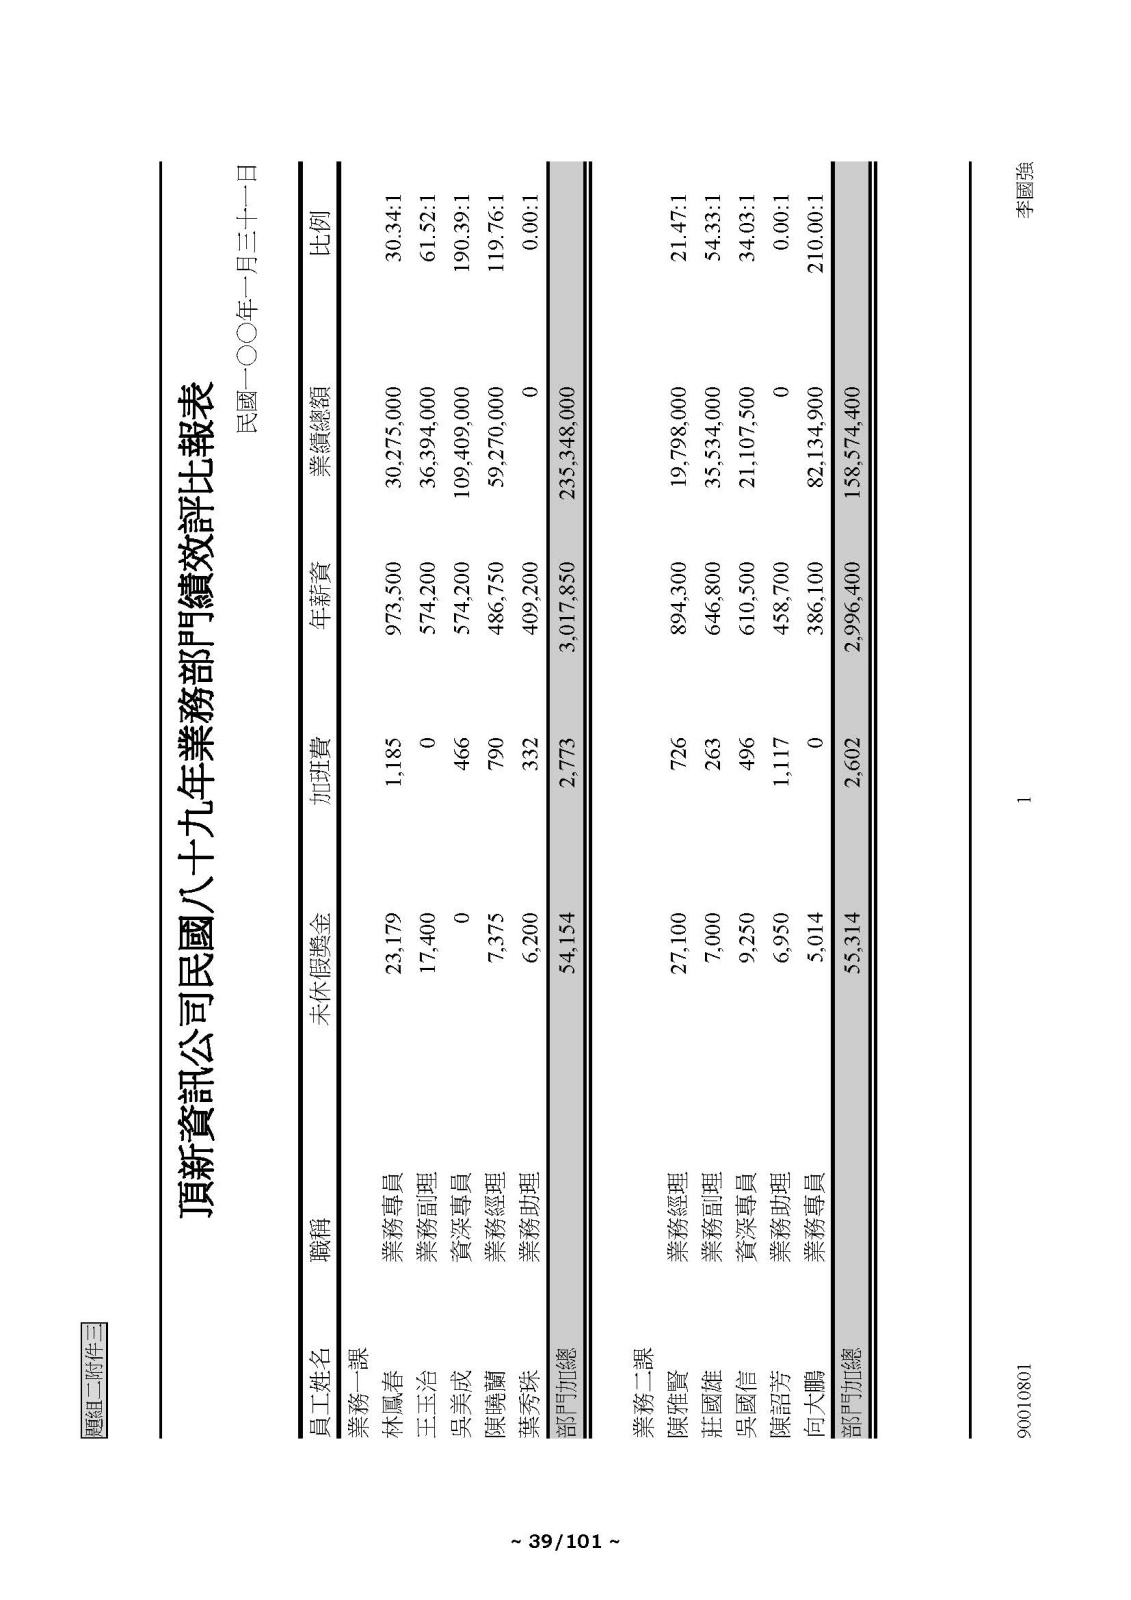 題組二附件三
頂新資訊公司民國八十九年業務部門績效評比報表
民國一○○年一月三十一日
員工姓名 職稱 未休假獎金 加班費 年薪資 業績總額 比例
業務一課
林鳳春 業務專員 23,179 1,185 973,500 30,275,000 30.34:1
王玉治 業務副理 17,400 0 574,200 36,394,000 61.52:1
吳美成 資深專員 0 466 574,200 109,409,000 190.39:1
陳曉蘭 業務經理 7,375 790 486,750 59,270,000 119.76:1
葉秀珠 業務助理 6,200 332 409,200 0 0.00:1
部門加總 54,154 2,773 3,017,850 235,348,000
業務二課
陳雅賢 業務經理 27,100 726 894,300 19,798,000 21.47:1
莊國雄 業務副理 7,000 263 646,800 35,534,000 54.33:1
吳國信 資深專員 9,250 496 610,500 21,107,500 34.03:1
陳詔芳 業務助理 6,950 1,117 458,700 0 0.00:1
向大鵬 業務專員 5,014 0 386,100 82,134,900 210.00:1
部門加總 55,314 2,602 2,996,400 158,574,400
90010801 1 李國強
~ 39/101 ~